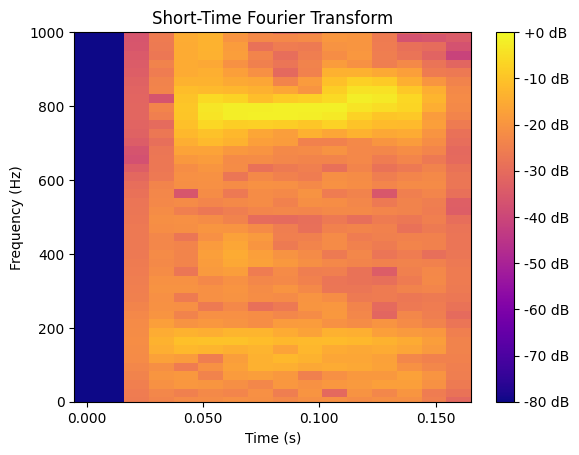 Short-Time Fourier Transform
1000
800
600
400
200
0
Frequency (Hz)
0.000
0.050
0.100
0.150
Time (s)
+0 dB
-10 dB
-20 dB
-30 dB
-40 dB
-50 dB
-60 dB
-70 dB
-80 dB